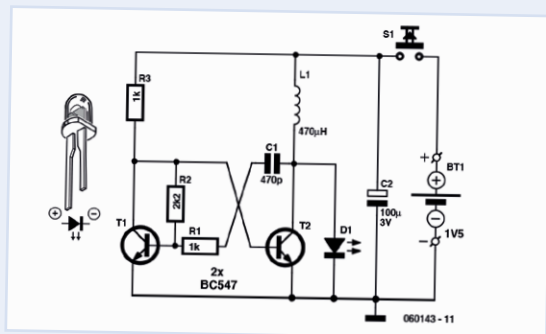 S1
R3
1k
L1
470µH
C1
470p
R2
2k2
R1
1k
T1
T2
2x
BC547
D1
C2
100µ
3V
+
BT1
+
−
−
1V5
+
−
060143 - 11